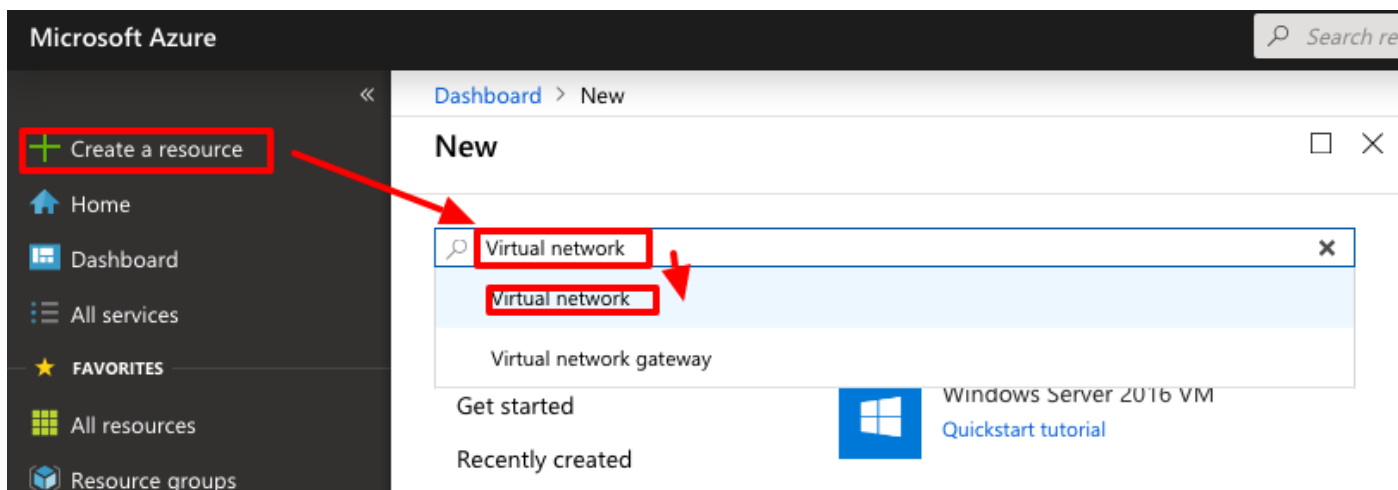 Microsoft Azure
Search re
«
Dashboard > New
Create a resource
New
Home
Virtual network
Dashboard
Virtual network
All services
Virtual network gateway
FAVORITES
Windows Server 2016 VM
Get started
Quickstart tutorial
All resources
Recently created
Resource groups